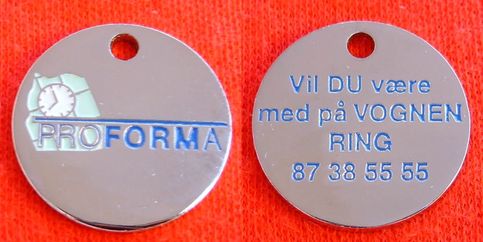 PROFORMA
Vil DU være
med på VOGNEN
RING
87 38 55 55